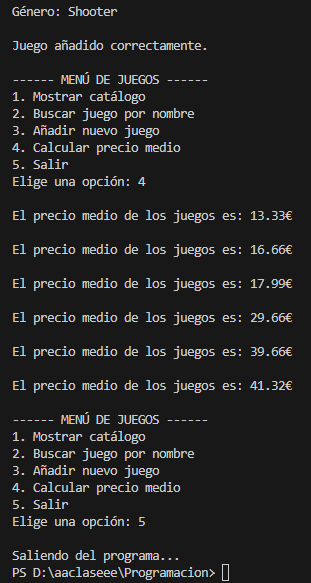 Género: Shooter
Juego añadido correctamente.
------ MENÚ DE JUEGOS ------
1. Mostrar catálogo
2. Buscar juego por nombre
3. Añadir nuevo juego
4. Calcular precio medio
5. Salir
Elige una opción: 4
El precio medio de los juegos es: 13.33€
El precio medio de los juegos es: 16.66€
El precio medio de los juegos es: 17.99€
El precio medio de los juegos es: 29.66€
El precio medio de los juegos es: 39.66€
El precio medio de los juegos es: 41.32€
------ MENÚ DE JUEGOS ------
1. Mostrar catálogo
2. Buscar juego por nombre
3. Añadir nuevo juego
4. Calcular precio medio
5. Salir
Elige una opción: 5
Saliendo del programa...
PS D:\aaclaseee\Programacion>